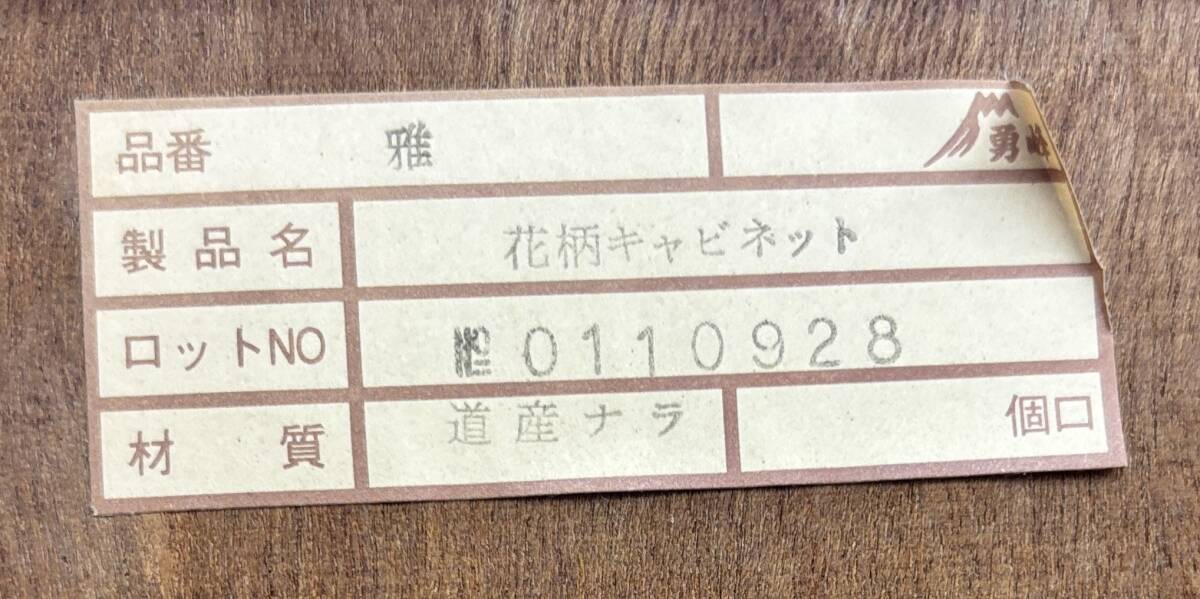 品番 雅 勇
製品名 花柄キャビネット
ロットNO № 0110928
材質 道産ナラ 個口